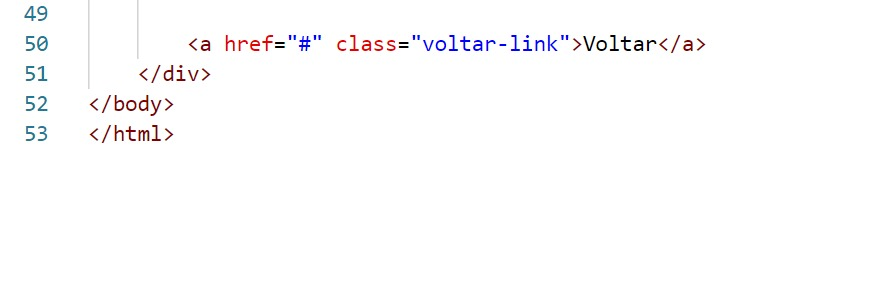 49
50 <a href="#" class="voltar-link">Voltar</a>
51 </div>
52 </body>
53 </html>